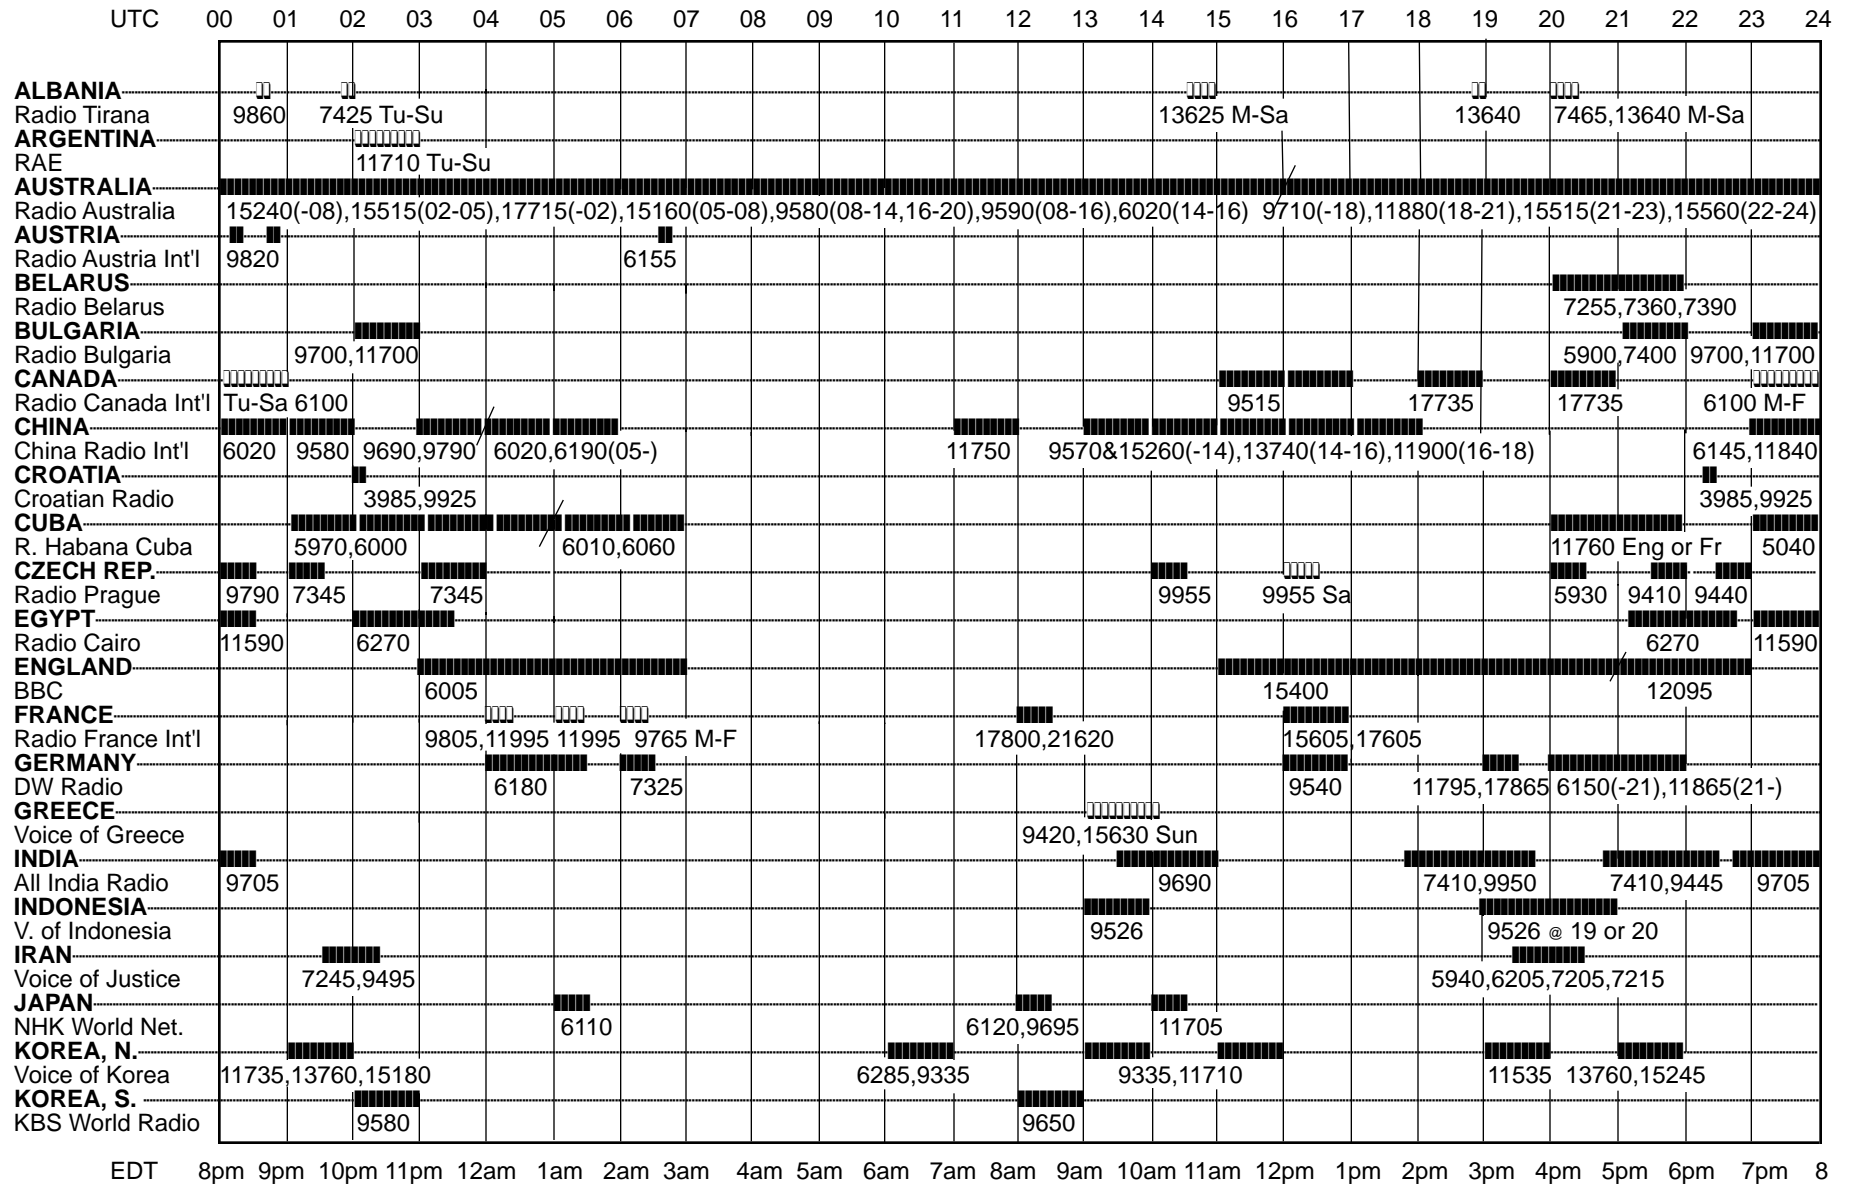 UTC 00 01 02 03 04 05 06 07 08 09 10 11 12 13 14 15 16 17 18 19 20 21 22 23 24
ALBANIA
Radio Tirana 9860 7425 Tu-Su 13625 M-Sa 13640 7465,13640 M-Sa
ARGENTINA
RAE 11710 Tu-Su
AUSTRALIA
Radio Australia 15240(-08),15515(02-05),17715(-02),15160(05-08),9580(08-14,16-20),9590(08-16),6020(14-16) 9710(-18),11880(18-21),15515(21-23),15560(22-24)
AUSTRIA
Radio Austria Int'l 9820 6155
BELARUS
Radio Belarus 7255,7360,7390
BULGARIA
Radio Bulgaria 9700,11700 5900,7400 9700,11700
CANADA
Radio Canada Int'l Tu-Sa 6100 9515 17735 17735 6100 M-F
CHINA
China Radio Int'l 6020 9580 9690,9790 6020,6190(05-) 11750 9570&15260(-14),13740(14-16),11900(16-18) 6145,11840
CROATIA
Croatian Radio 3985,9925 3985,9925
CUBA
R. Habana Cuba 5970,6000 6010,6060 11760 Eng or Fr 5040
CZECH REP.
Radio Prague 9790 7345 7345 9955 9955 Sa 5930 9410 9440
EGYPT
Radio Cairo 11590 6270 6270 11590
ENGLAND
BBC 6005 15400 12095
FRANCE
Radio France Int'l 9805,11995 11995 9765 M-F 17800,21620 15605,17605
GERMANY
DW Radio 6180 7325 9540 11795,17865 6150(-21),11865(21-)
GREECE
Voice of Greece 9420,15630 Sun
INDIA
All India Radio 9705 9690 7410,9950 7410,9445 9705
INDONESIA
V. of Indonesia 9526 9526 @ 19 or 20
IRAN
Voice of Justice 7245,9495 5940,6205,7205,7215
JAPAN
NHK World Net. 6110 6120,9695 11705
KOREA, N.
Voice of Korea 11735,13760,15180 6285,9335 9335,11710 11535 13760,15245
KOREA, S.
KBS World Radio 9580 9650
EDT 8pm 9pm 10pm 11pm 12am 1am 2am 3am 4am 5am 6am 7am 8am 9am 10am 11am 12pm 1pm 2pm 3pm 4pm 5pm 6pm 7pm 8